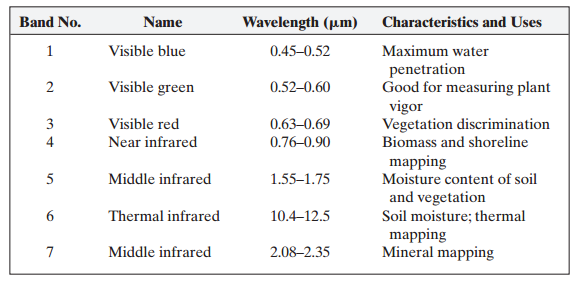 Band No. Name Wavelength (μm) Characteristics and Uses
1 Visible blue 0.45–0.52 Maximum water
penetration
2 Visible green 0.52–0.60 Good for measuring plant
vigor
3 Visible red 0.63–0.69 Vegetation discrimination
4 Near infrared 0.76–0.90 Biomass and shoreline
mapping
5 Middle infrared 1.55–1.75 Moisture content of soil
and vegetation
6 Thermal infrared 10.4–12.5 Soil moisture; thermal
mapping
7 Middle infrared 2.08–2.35 Mineral mapping